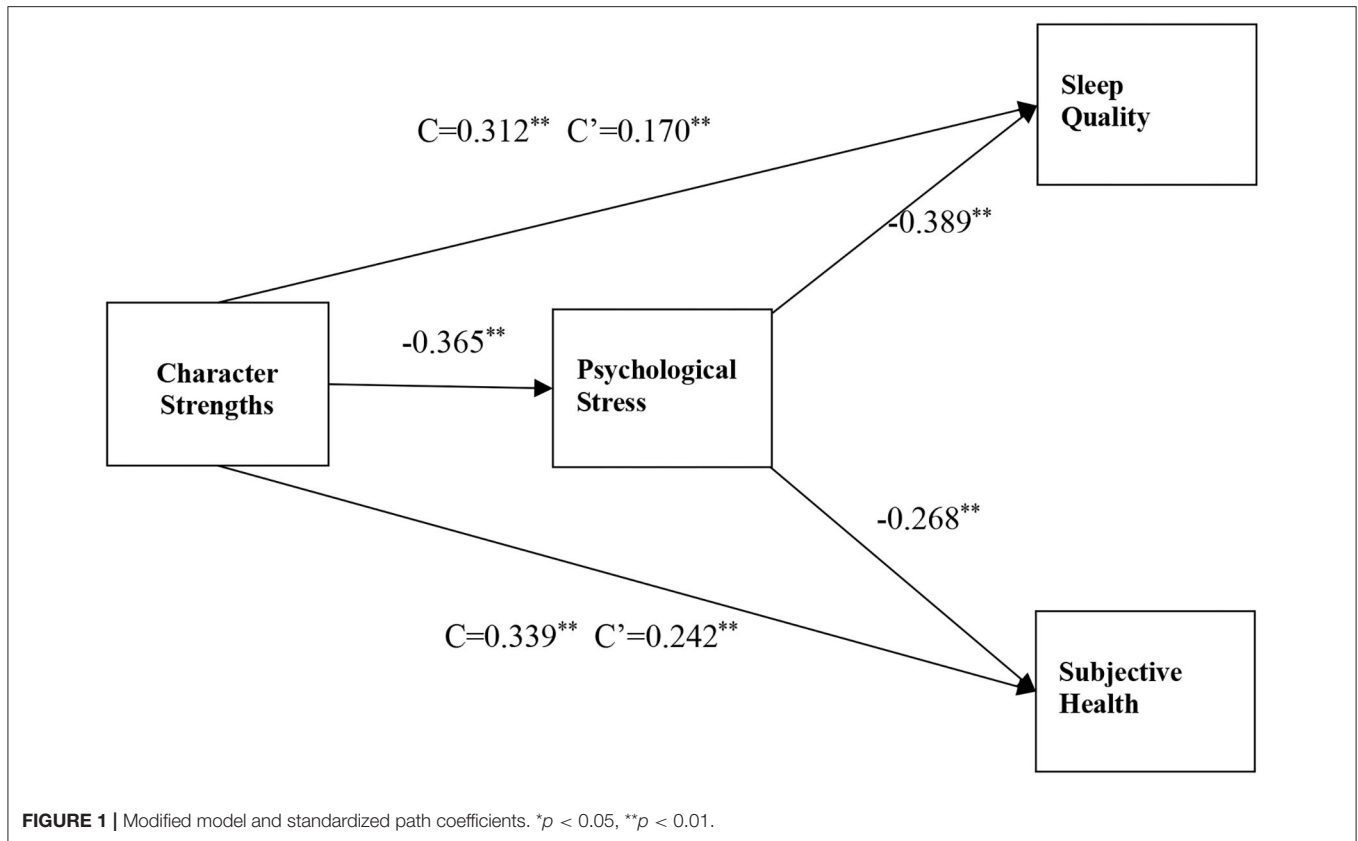 Sleep
Quality
C=0.312** C’=0.170**
-0.389**
-0.365**
Character
Strengths
Psychological
Stress
-0.268**
C=0.339** C’=0.242**
Subjective
Health
FIGURE 1 | Modified model and standardized path coefficients. *p < 0.05, **p < 0.01.